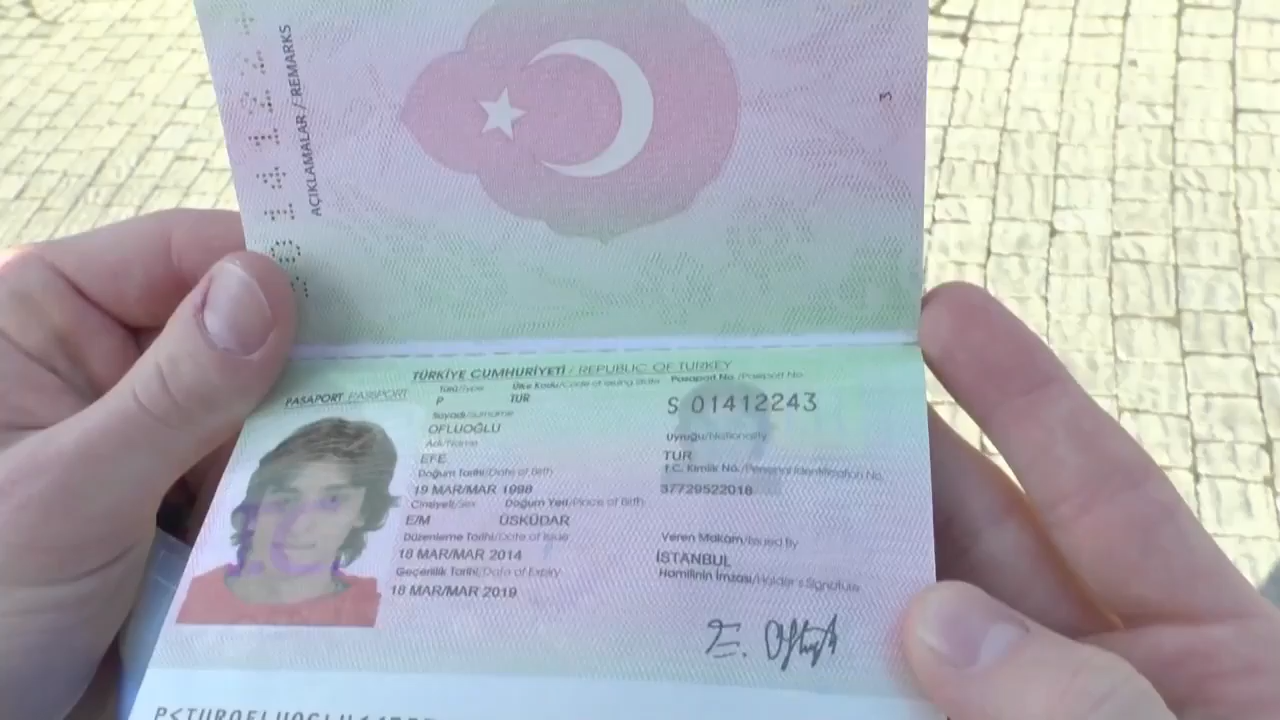 AÇIKLAMALAR / REMARKS
3
TÜRKİYE CUMHURİYETİ / REPUBLIC OF TURKEY
PASAPORT PASSPORT
Türü/Type Ülke Kodu/Code of issuing State Pasaport No./Passport No.
P TUR S 01412243
Soyadı/Surname
OFLUOĞLU
Uyruğu/Nationality
Adı/Name
EFE
TUR
Doğum Tarihi/Date of Birth
T.C. Kimlik No./Personal Identification No.
19 MAR/MAR 1998
37729522018
Cinsiyeti/Sex Doğum Yeri/Place of Birth
E/M ÜSKÜDAR
Düzenleme Tarihi/Date of Issue
Veren Makam/Issued by
18 MAR/MAR 2014
İSTANBUL
Geçerlilik Tarihi/Date of Expiry
Hamilinin İmzası/Holder's Signature
18 MAR/MAR 2019